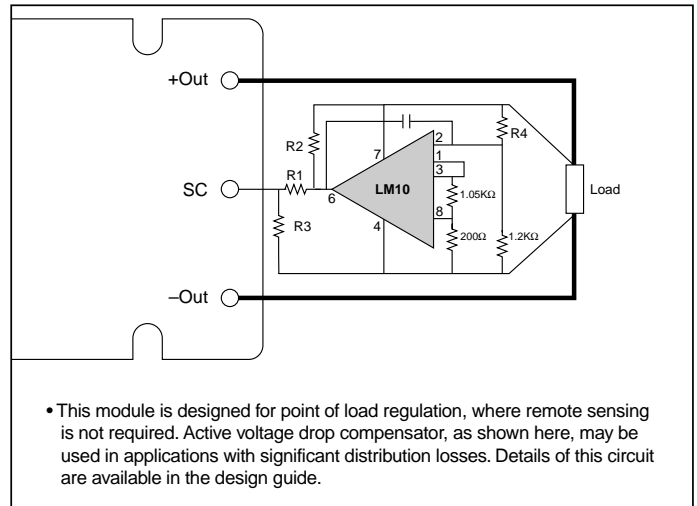 +Out
R2
R4
7
2
1
3
R1
SC
6
LM10
1.05KΩ
Load
R3
4
8
200Ω
1.2KΩ
–Out
• This module is designed for point of load regulation, where remote sensing
is not required. Active voltage drop compensator, as shown here, may be
used in applications with significant distribution losses. Details of this circuit
are available in the design guide.